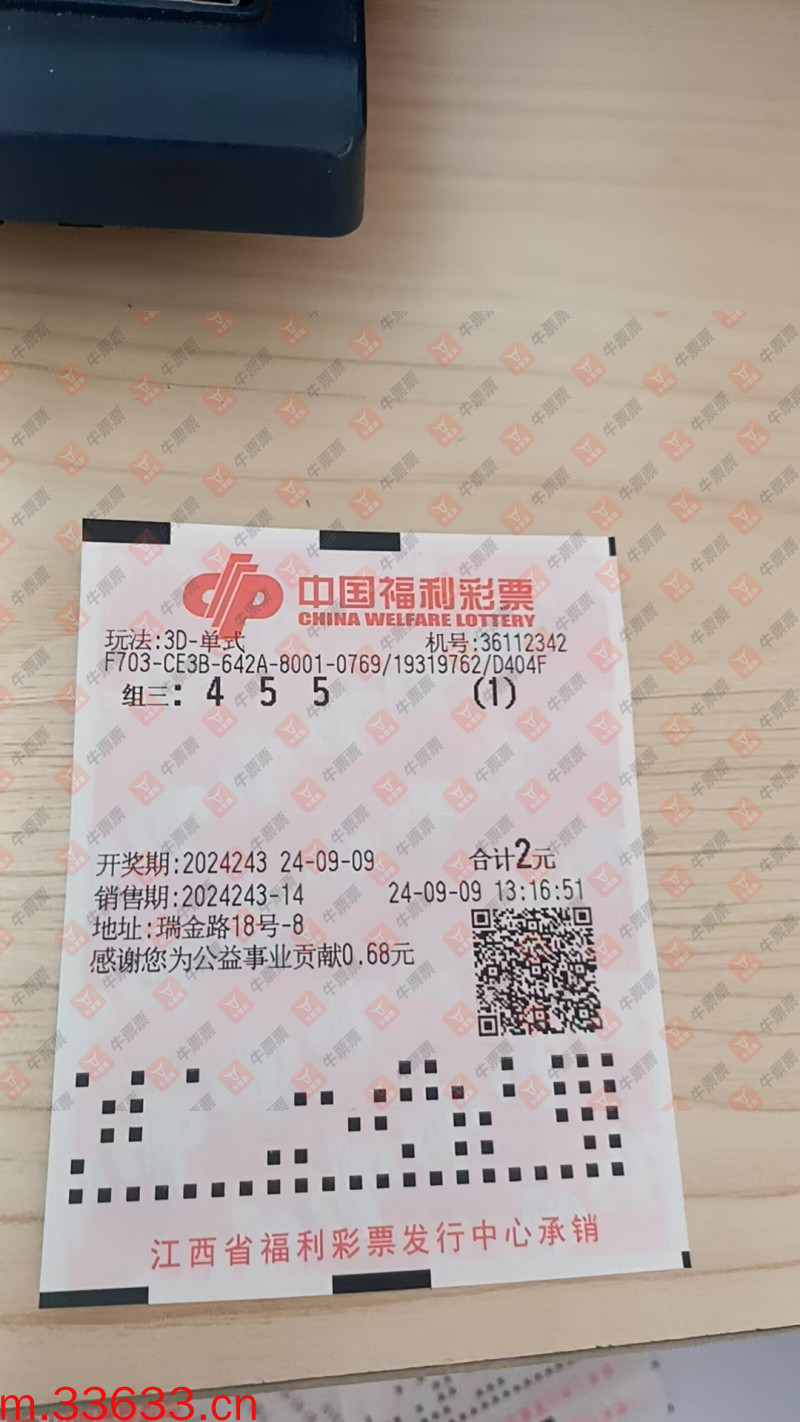 中国福利彩票
CHINA WELFARE LOTTERY
玩法:3D-单式 机号:36112342
F703-CE3B-642A-8001-0769/19319762/D404F
组三: 4 5 5 (1)
开奖期:2024243 24-09-09 合计2元
销售期:2024243-14 24-09-09 13:16:51
地址:瑞金路18号-8
感谢您为公益事业贡献0.68元
江西省福利彩票发行中心承销
牛票票
m.33633.cn